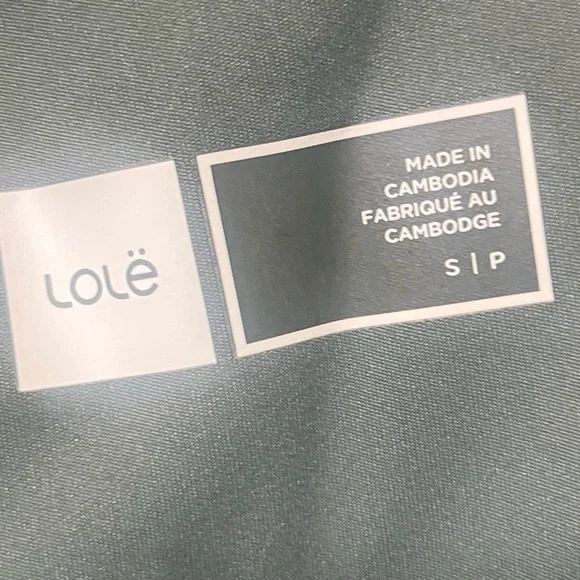 Lolë
MADE IN
CAMBODIA
FABRIQUÉ AU
CAMBODGE
S | P